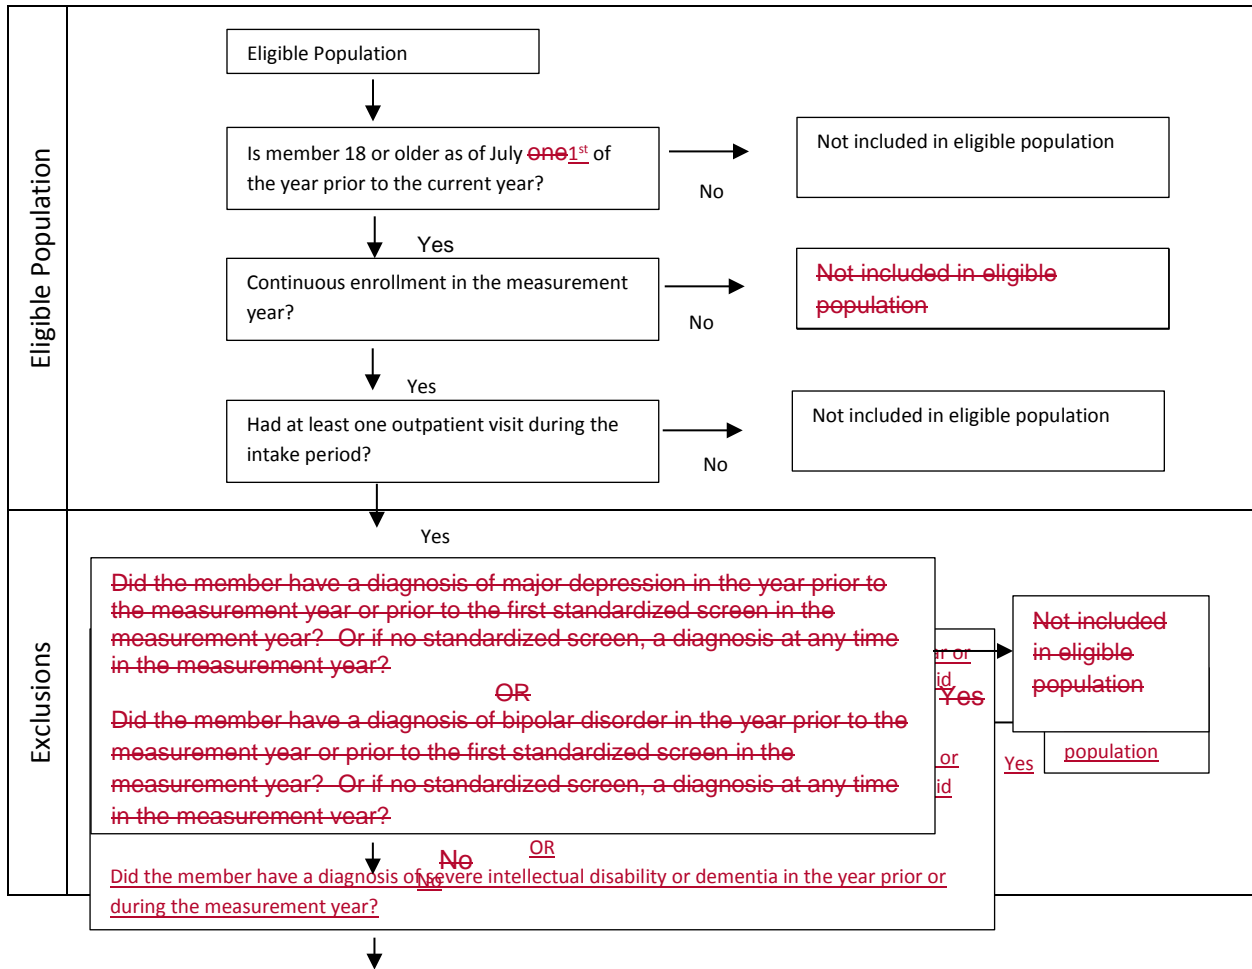 Eligible Population
Eligible Population
Is member 18 or older as of July one1st of
the year prior to the current year?
No
Not included in eligible population
Yes
Continuous enrollment in the measurement
year?
No
Not included in eligible
population
Yes
Had at least one outpatient visit during the
intake period?
No
Not included in eligible population
Yes
Exclusions
Did the member have a diagnosis of major depression in the year prior to
the measurement year or prior to the first standardized screen in the
measurement year? Or if no standardized screen, a diagnosis at any time
in the measurement year?
OR
Did the member have a diagnosis of bipolar disorder in the year prior to the
measurement year or prior to the first standardized screen in the
measurement year? Or if no standardized screen, a diagnosis at any time
in the measurement year?
or
Yes
Not included
in eligible
population
or
Yes
population
OR
No
No
Did the member have a diagnosis of severe intellectual disability or dementia in the year prior or
during the measurement year?